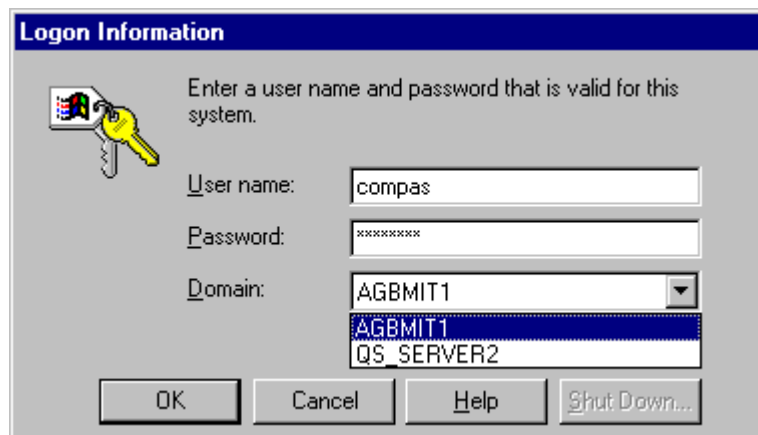 Logon Information
Enter a user name and password that is valid for this
system.
User name: compas
Password: ××××××××
Domain: AGBMIT1
AGBMIT1
QS_SERVER2
OK Cancel Help Shut Down...